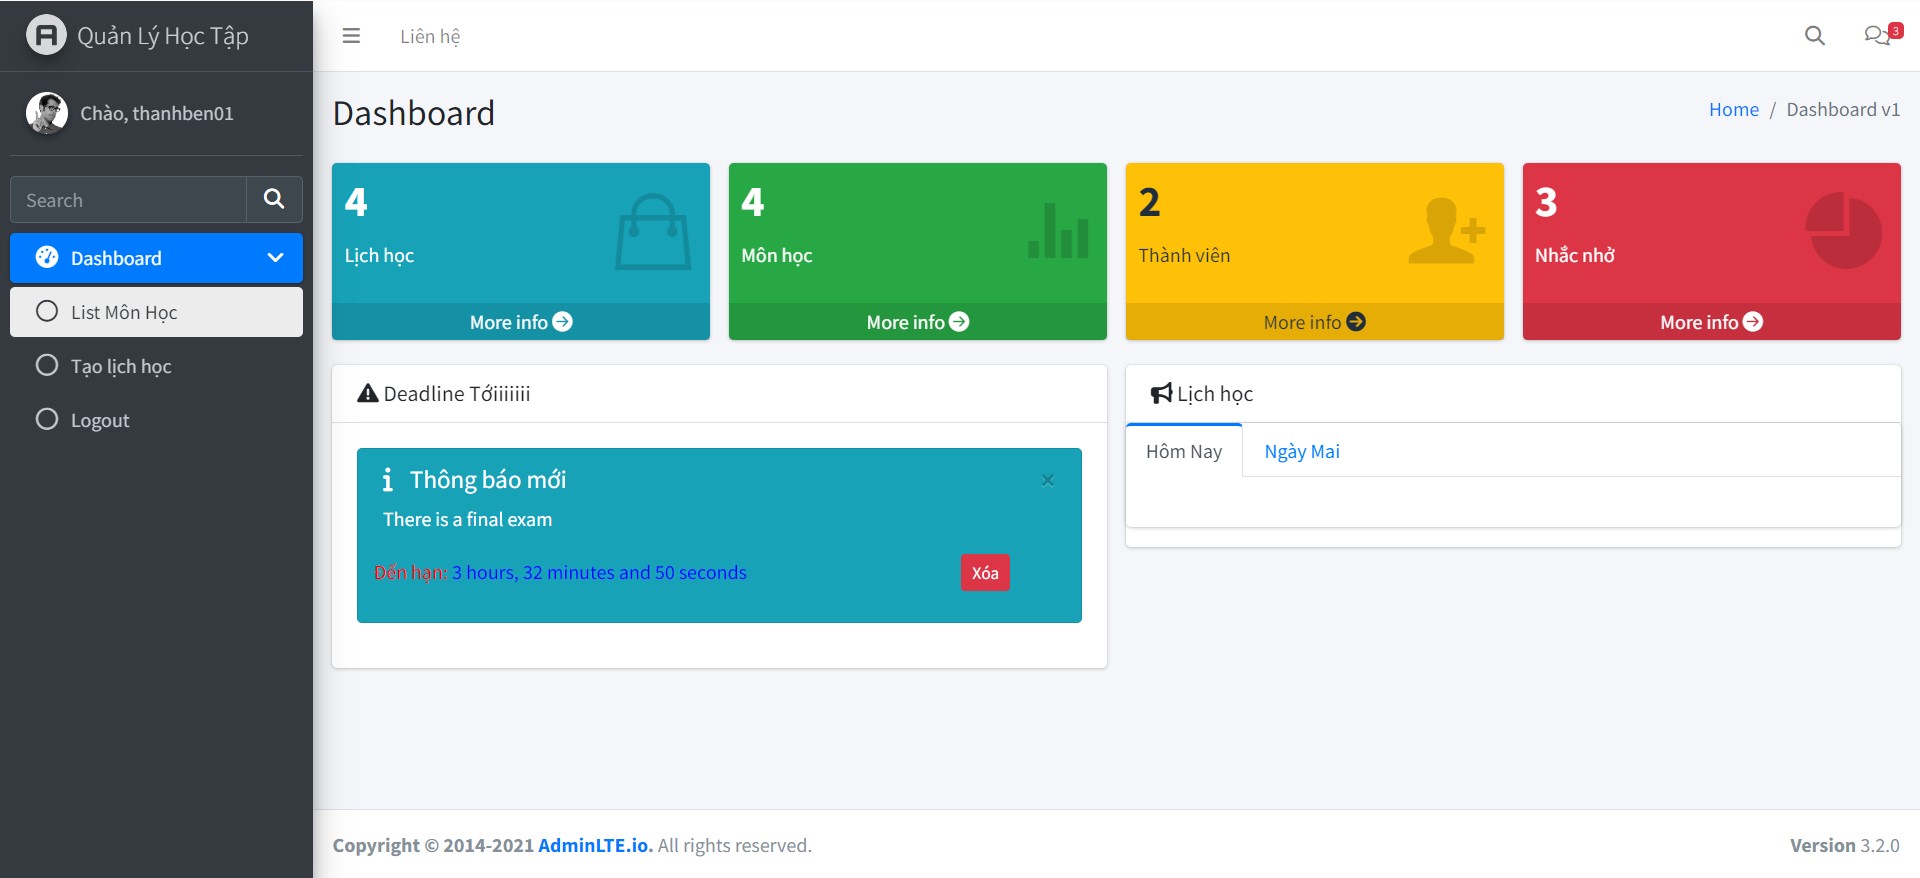 Quản Lý Học Tập
Liên hệ
3
Chào, thanhben01
Dashboard
Home / Dashboard v1
Search
Dashboard
List Môn Học
Tạo lịch học
Logout
4
Lịch học
More info
4
Môn học
More info
2
Thành viên
More info
3
Nhắc nhở
More info
Deadline Tớiiiiiii
Thông báo mới
×
There is a final exam
Dến hạn: 3 hours, 32 minutes and 50 seconds
Xóa
Lịch học
Hôm Nay
Ngày Mai
Copyright © 2014-2021 AdminLTE.io. All rights reserved.
Version 3.2.0